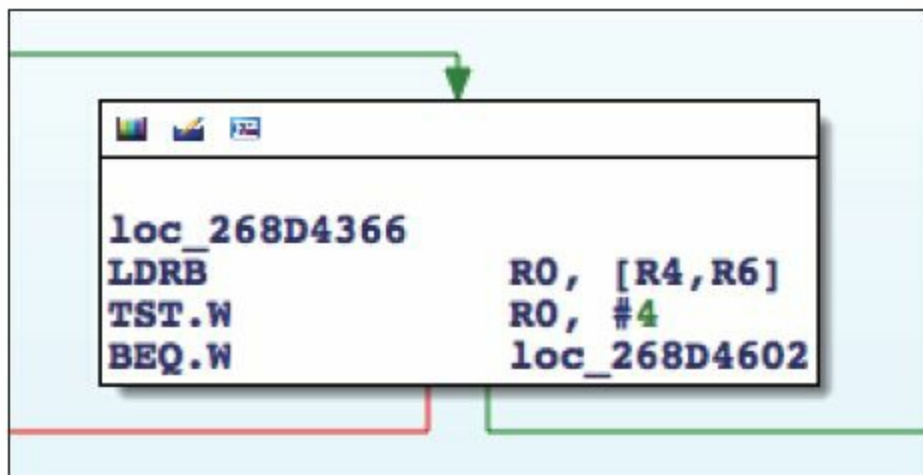 loc_268D4366
LDRB R0, [R4,R6]
TST.W R0, #4
BEQ.W loc_268D4602